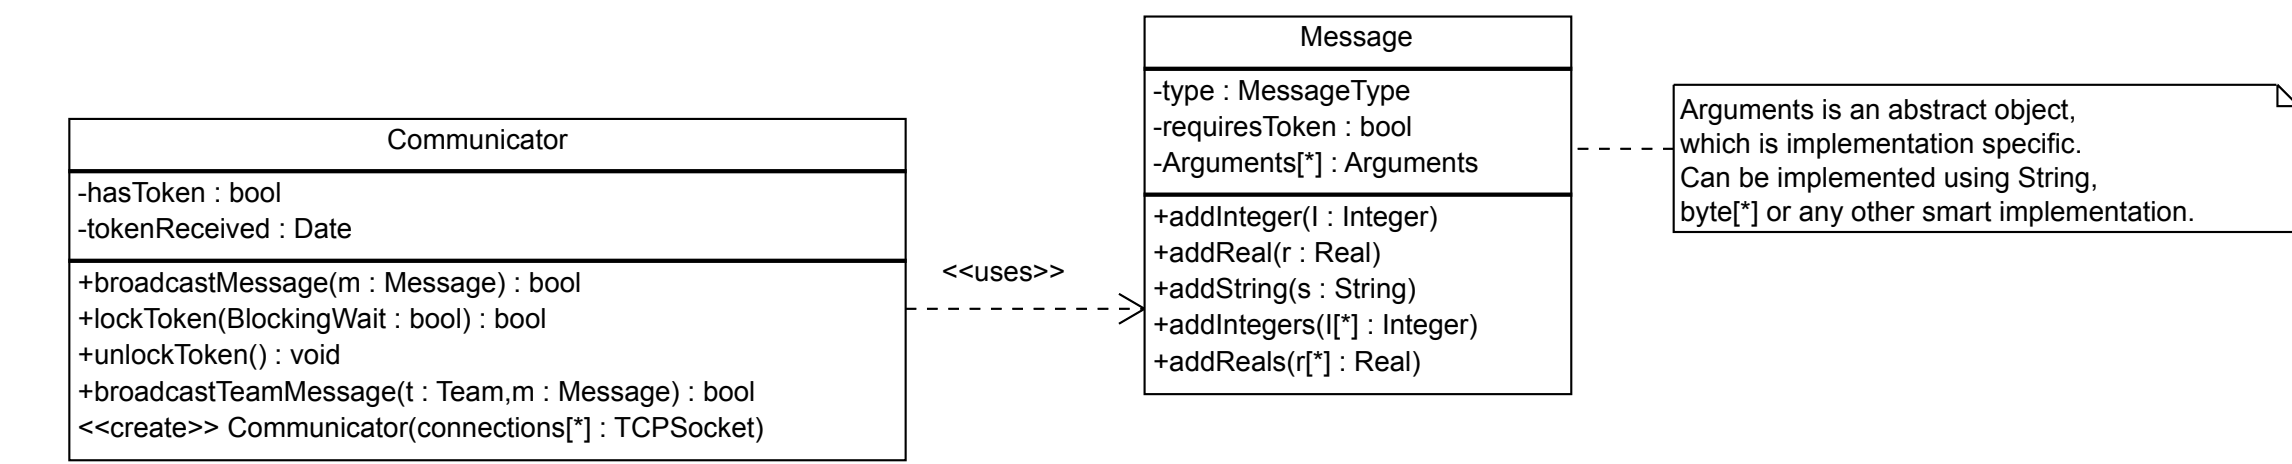 Communicator
-hasToken : bool
-tokenReceived : Date
+broadcastMessage(m : Message) : bool
+lockToken(BlockingWait : bool) : bool
+unlockToken() : void
+broadcastTeamMessage(t : Team,m : Message) : bool
<<create>> Communicator(connections[*] : TCPSocket)
<<uses>>
Message
-type : MessageType
-requiresToken : bool
-Arguments[*] : Arguments
+addInteger(I : Integer)
+addReal(r : Real)
+addString(s : String)
+addIntegers(I[*] : Integer)
+addReals(r[*] : Real)
Arguments is an abstract object,
which is implementation specific.
Can be implemented using String,
byte[*] or any other smart implementation.